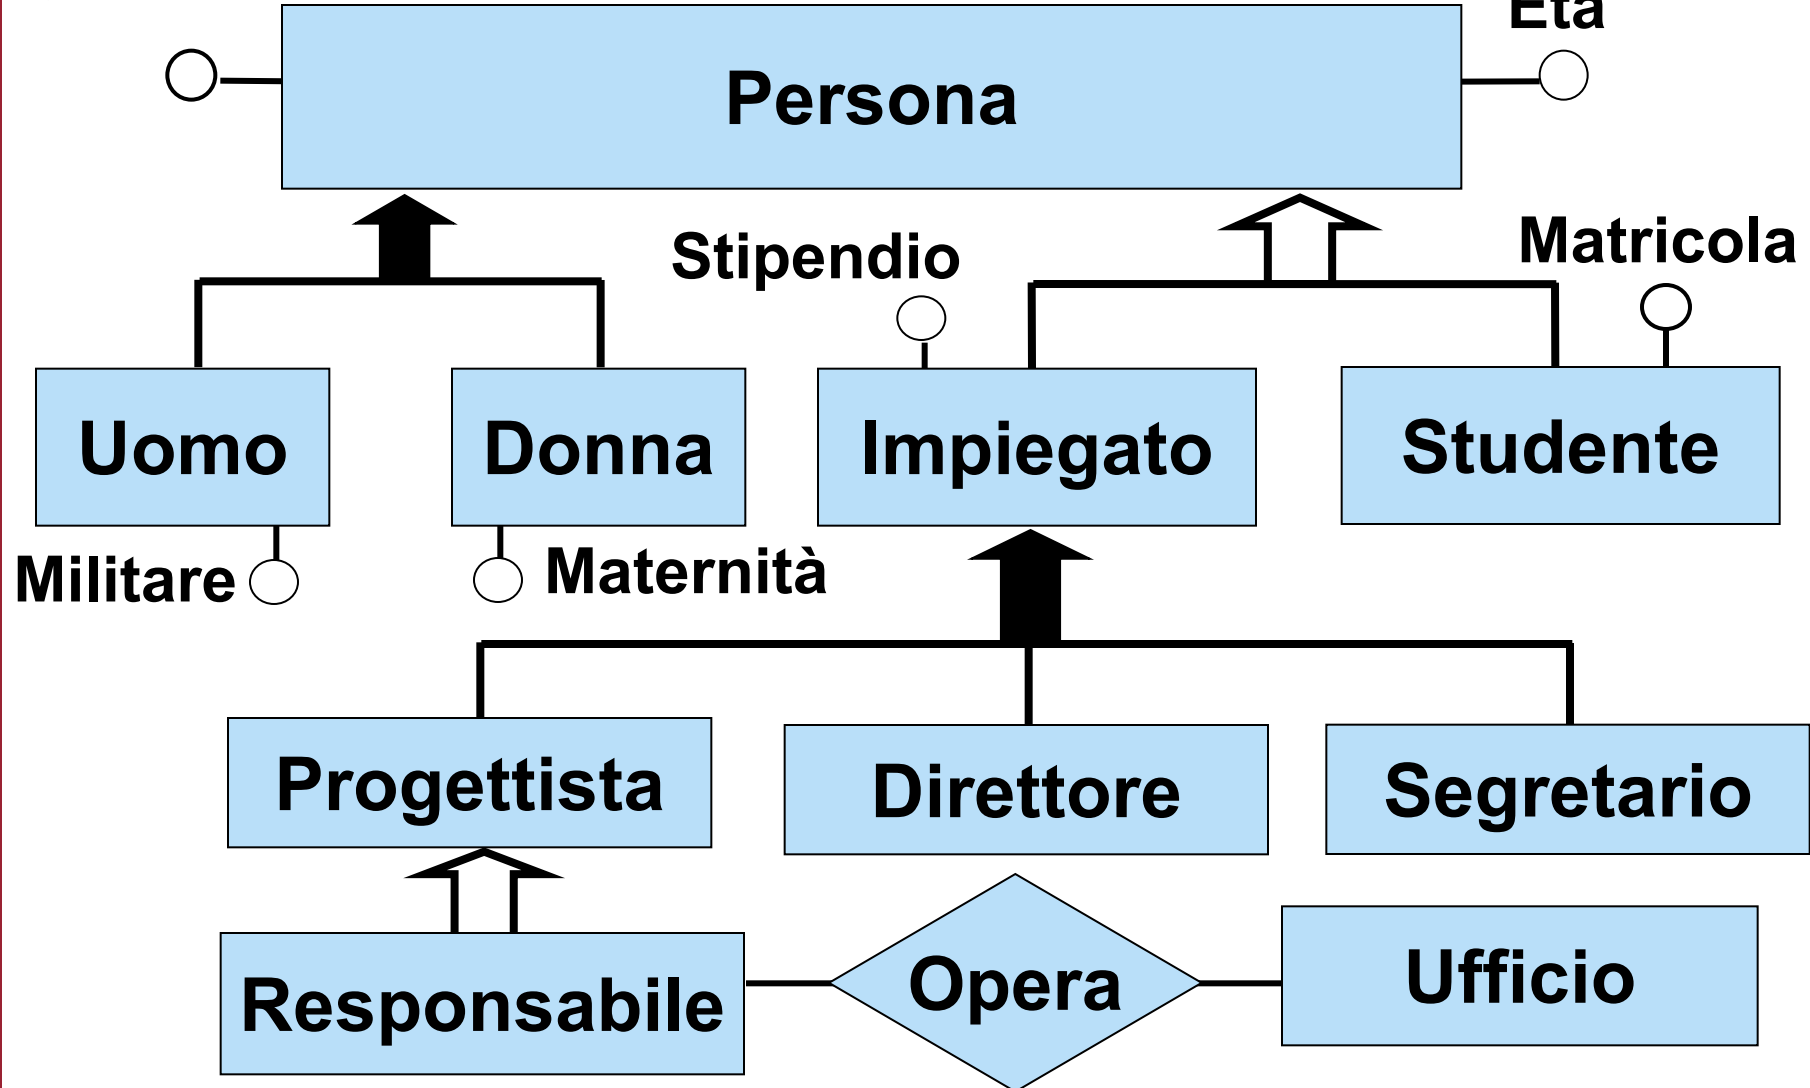 Età
Persona
Stipendio
Matricola
Uomo
Donna
Impiegato
Studente
Militare
Maternità
Progettista
Direttore
Segretario
Responsabile
Opera
Ufficio